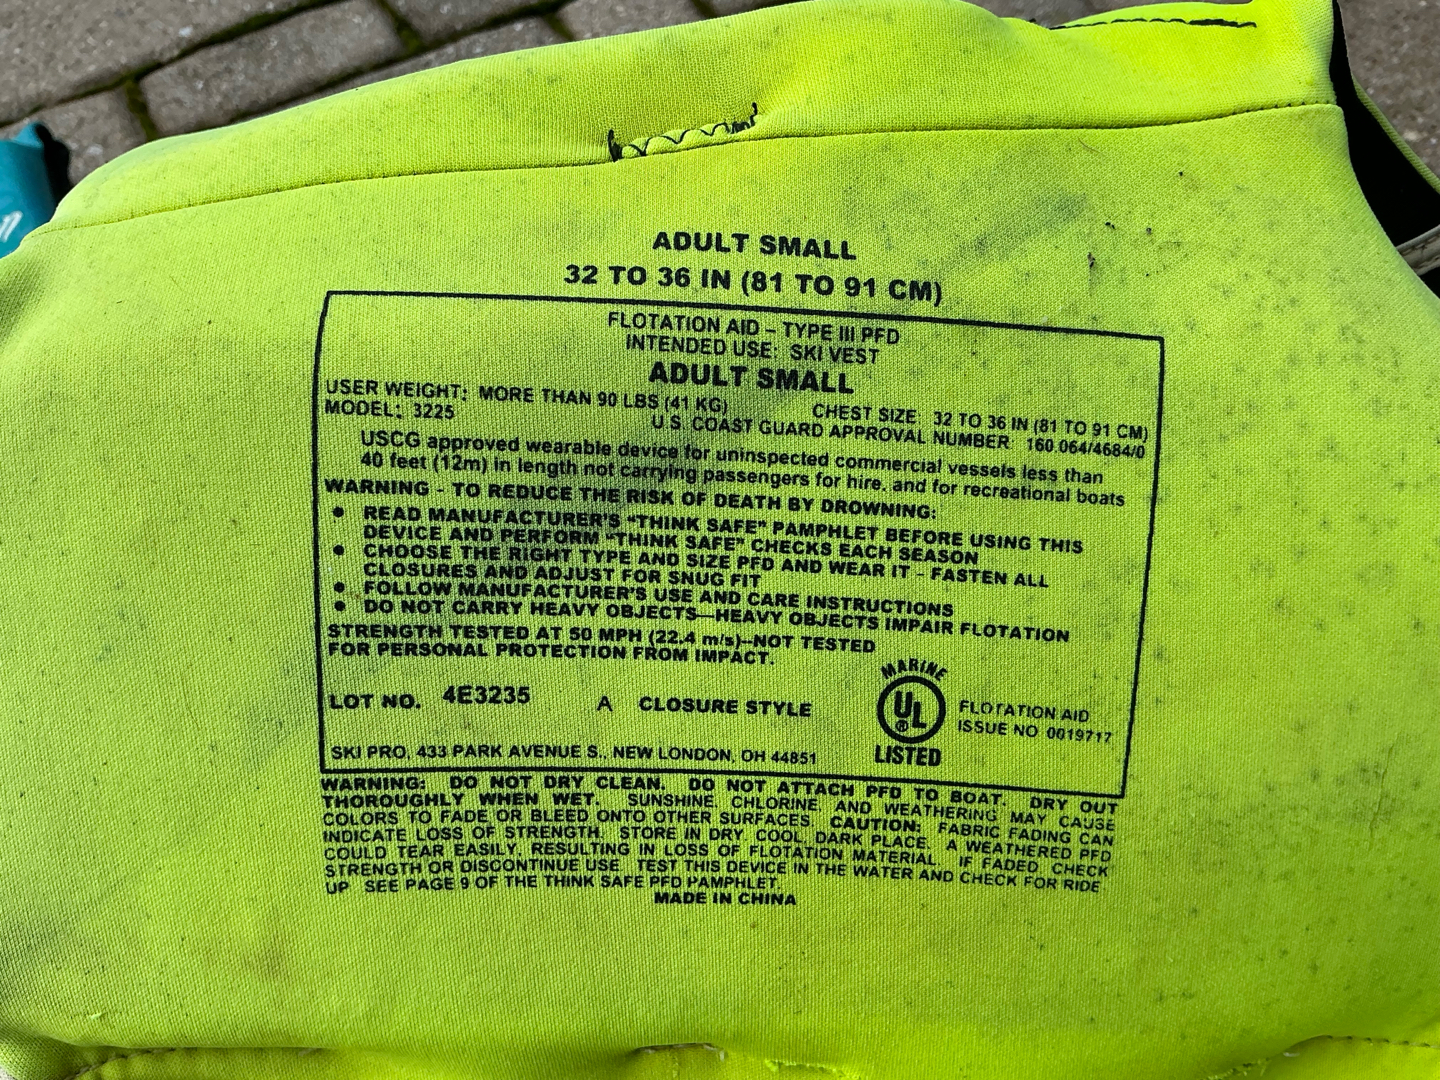 ADULT SMALL
32 TO 36 IN (81 TO 91 CM)
FLOTATION AID – TYPE III PFD
INTENDED USE: SKI VEST
ADULT SMALL
USER WEIGHT: MORE THAN 90 LBS (41 KG) CHEST SIZE 32 TO 36 IN (81 TO 91 CM)
MODEL: 3225 U.S. COAST GUARD APPROVAL NUMBER 160.064/4684/0
USCG approved wearable device for uninspected commercial vessels less than
40 feet (12m) in length not carrying passengers for hire, and for recreational boats
WARNING - TO REDUCE THE RISK OF DEATH BY DROWNING:
• READ MANUFACTURER'S "THINK SAFE" PAMPHLET BEFORE USING THIS
DEVICE AND PERFORM "THINK SAFE" CHECKS EACH SEASON
• CHOOSE THE RIGHT TYPE AND SIZE PFD AND WEAR IT - FASTEN ALL
CLOSURES AND ADJUST FOR SNUG FIT
• FOLLOW MANUFACTURER'S USE AND CARE INSTRUCTIONS
• DO NOT CARRY HEAVY OBJECTS—HEAVY OBJECTS IMPAIR FLOTATION
STRENGTH TESTED AT 50 MPH (22.4 m/s)–NOT TESTED
FOR PERSONAL PROTECTION FROM IMPACT.
LOT NO. 4E3235 A CLOSURE STYLE
MARINE
UL®
LISTED
FLOTATION AID
ISSUE NO 0019717
SKI PRO, 433 PARK AVENUE S., NEW LONDON, OH 44851
WARNING: DO NOT DRY CLEAN. DO NOT ATTACH PFD TO BOAT. DRY OUT
THOROUGHLY WHEN WET. SUNSHINE, CHLORINE, AND WEATHERING MAY CAUSE
COLORS TO FADE OR BLEED ONTO OTHER SURFACES. CAUTION: FABRIC FADING CAN
INDICATE LOSS OF STRENGTH. STORE IN DRY, COOL, DARK PLACE. A WEATHERED PFD
COULD TEAR EASILY, RESULTING IN LOSS OF FLOTATION MATERIAL. IF FADED, CHECK
STRENGTH OR DISCONTINUE USE. TEST THIS DEVICE IN THE WATER AND CHECK FOR RIDE
UP. SEE PAGE 9 OF THE THINK SAFE PFD PAMPHLET.
MADE IN CHINA